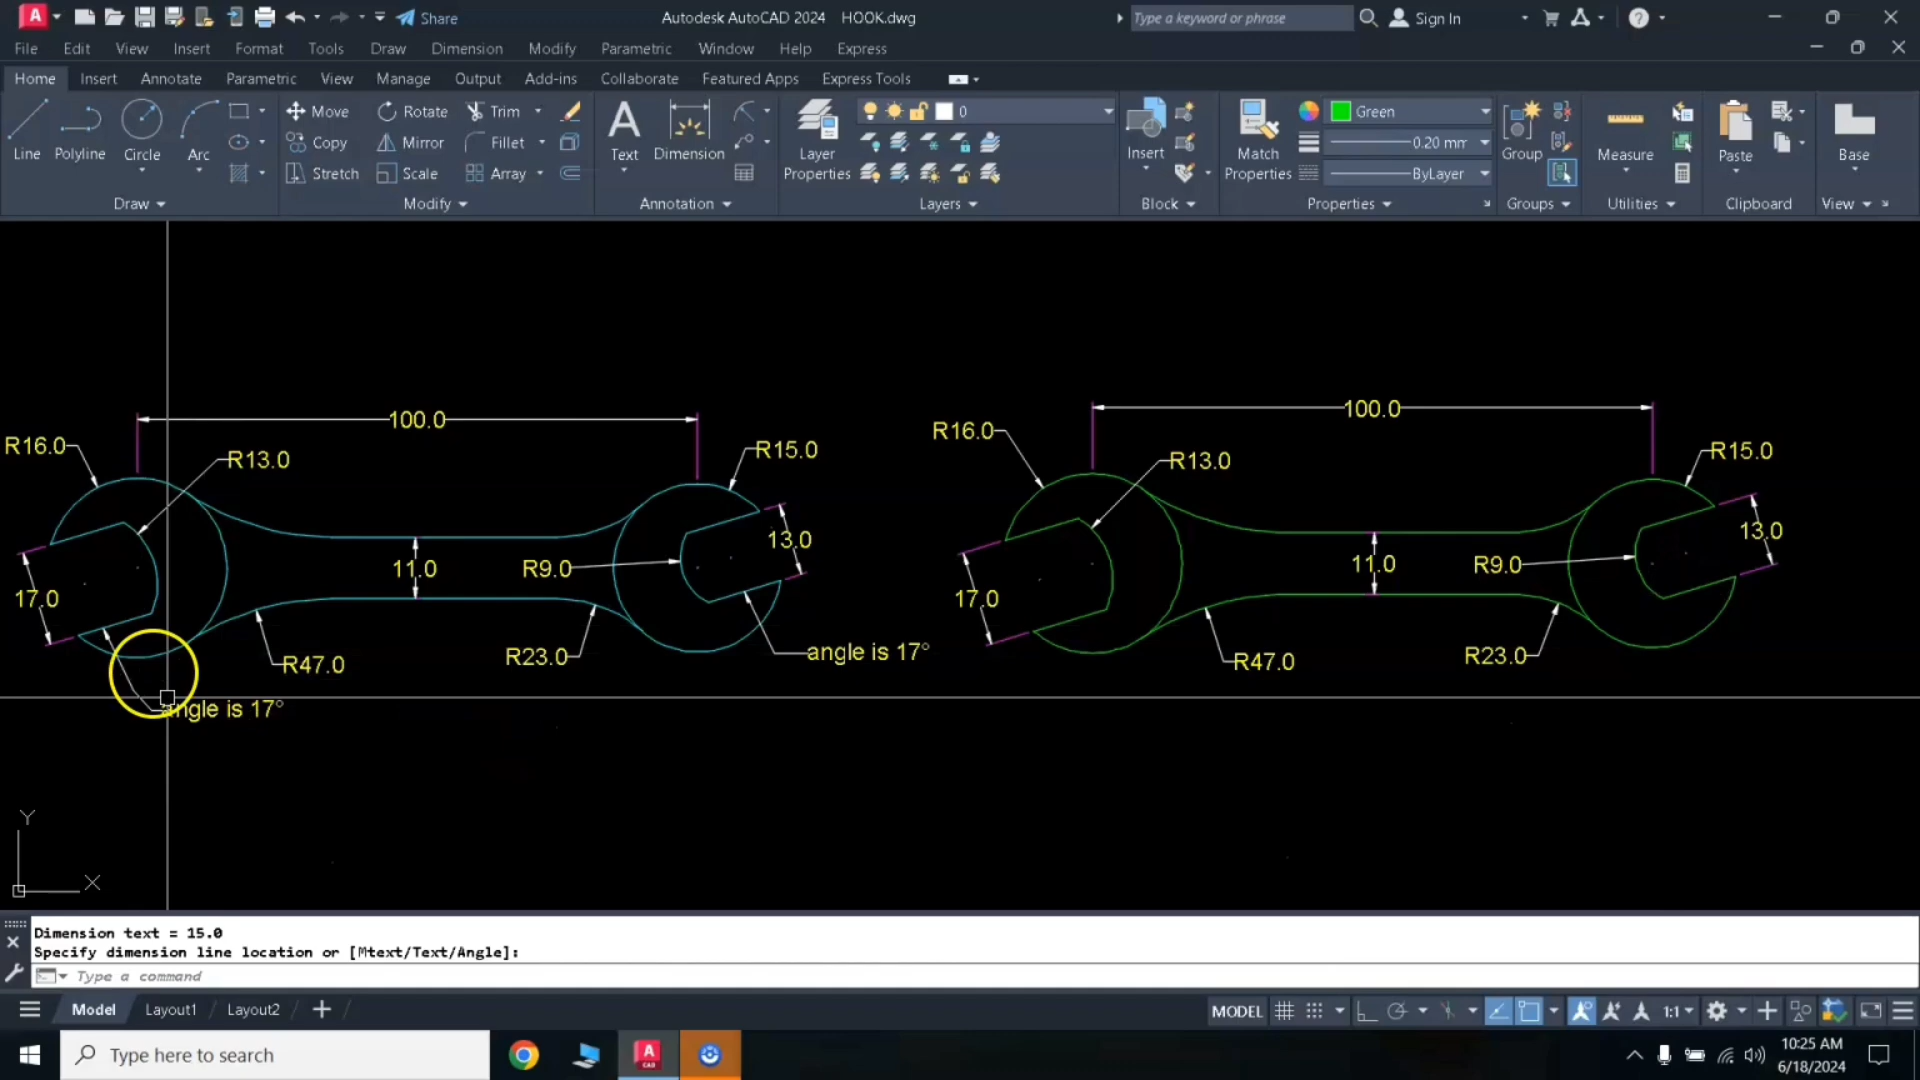 Share
Autodesk AutoCAD 2024 HOOK.dwg
Type a keyword or phrase
Sign In
File Edit View Insert Format Tools Draw Dimension Modify Parametric Window Help Express
Home Insert Annotate Parametric View Manage Output Add-ins Collaborate Featured Apps Express Tools
Line
Polyline
Circle
Arc
Draw
Move Rotate Trim
Copy Mirror Fillet
Stretch Scale Array
Modify
Text
Dimension
Annotation
Layer
Properties
0
Layers
Insert
Block
Match
Properties
Green
0.20 mm
ByLayer
Properties
Group
Groups
Measure
Utilities
Paste
Clipboard
Base
View
100.0
R16.0
R13.0
R15.0
13.0
11.0
R9.0
17.0
R47.0
R23.0
angle is 17°
angle is 17°
100.0
R16.0
R13.0
R15.0
13.0
11.0
R9.0
17.0
R47.0
R23.0
Y
X
Dimension text = 15.0
Specify dimension line location or [Mtext/Text/Angle]:
Type a command
Model Layout1 Layout2
MODEL
1:1
Type here to search
A
CAD
10:25 AM
6/18/2024